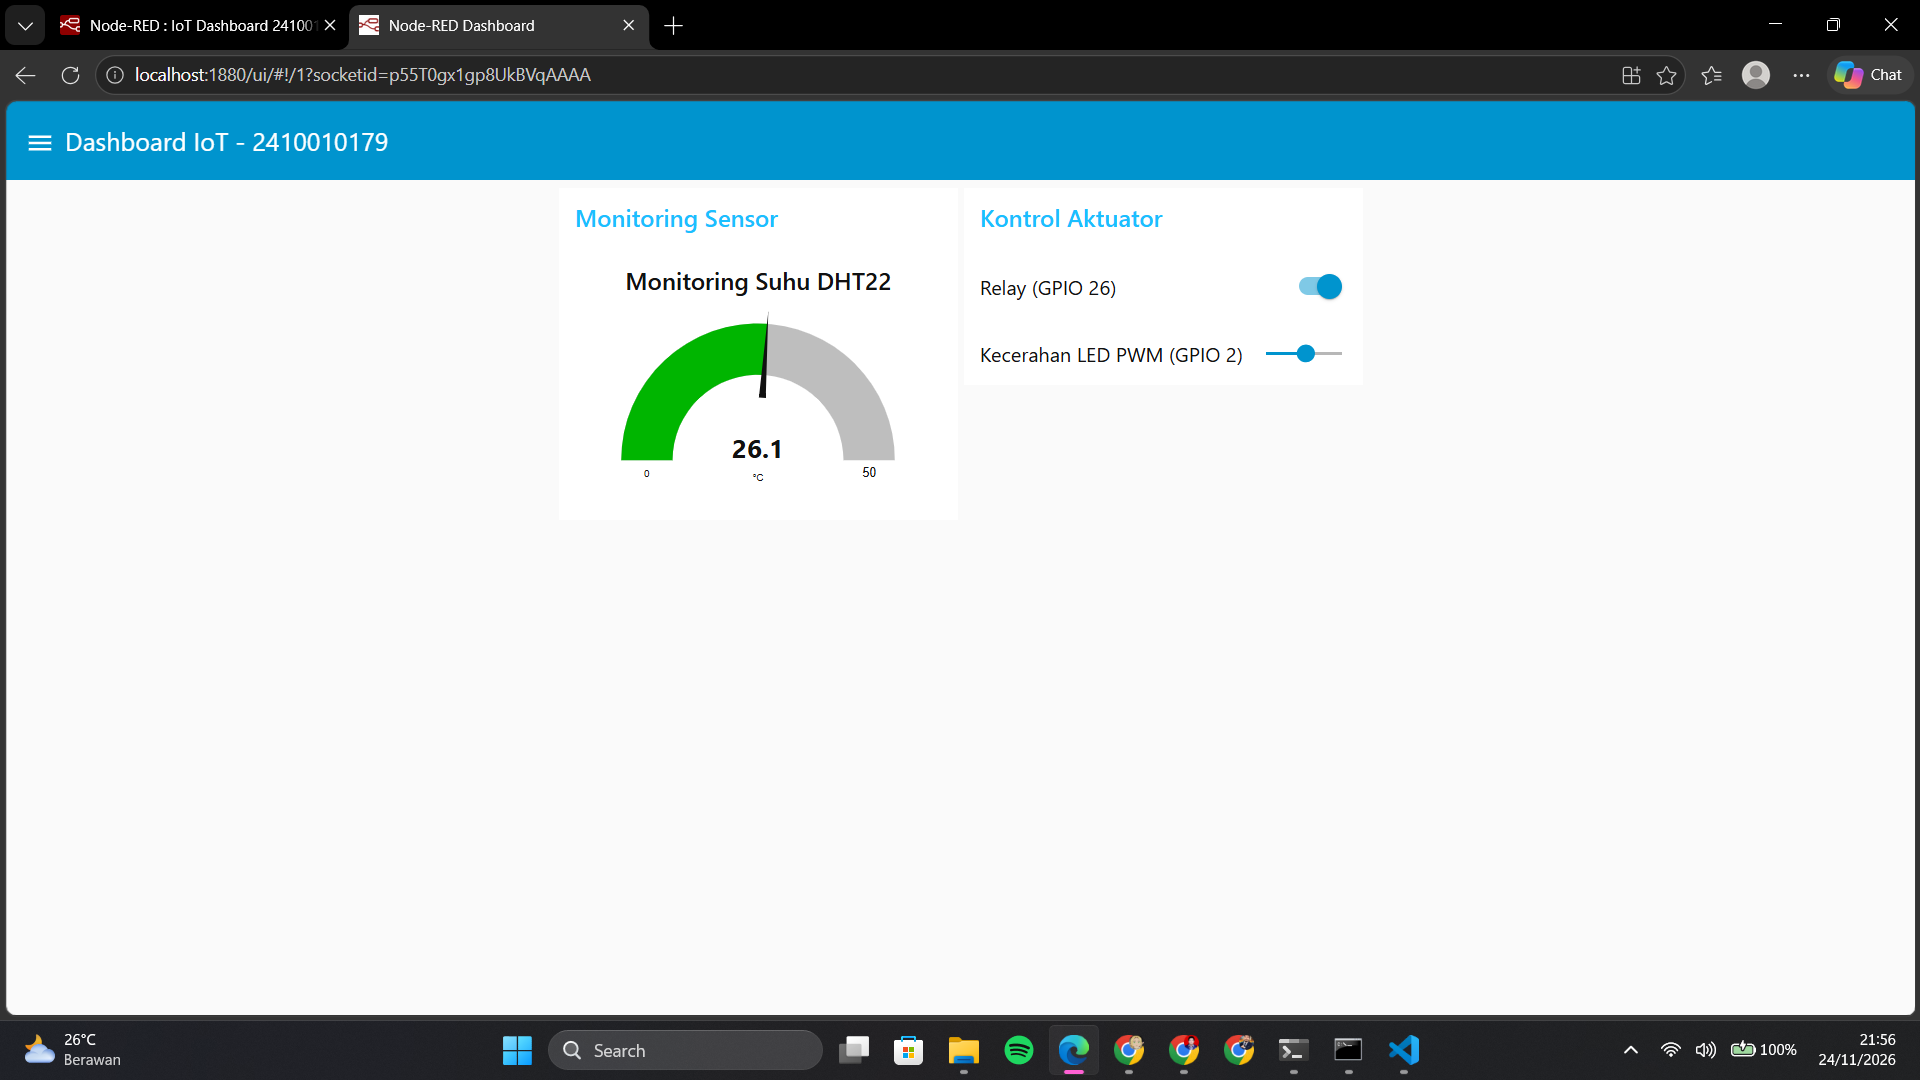 Node-RED : IoT Dashboard 24100
Node-RED Dashboard
localhost:1880/ui/#!/1?socketid=p55T0gx1gp8UkBVqAAAA
Chat
Dashboard IoT - 2410010179
Monitoring Sensor
Monitoring Suhu DHT22
26.1
0
°C
50
Kontrol Aktuator
Relay (GPIO 26)
Kecerahan LED PWM (GPIO 2)
26°C
Berawan
Search
100%
21:56
24/11/2026